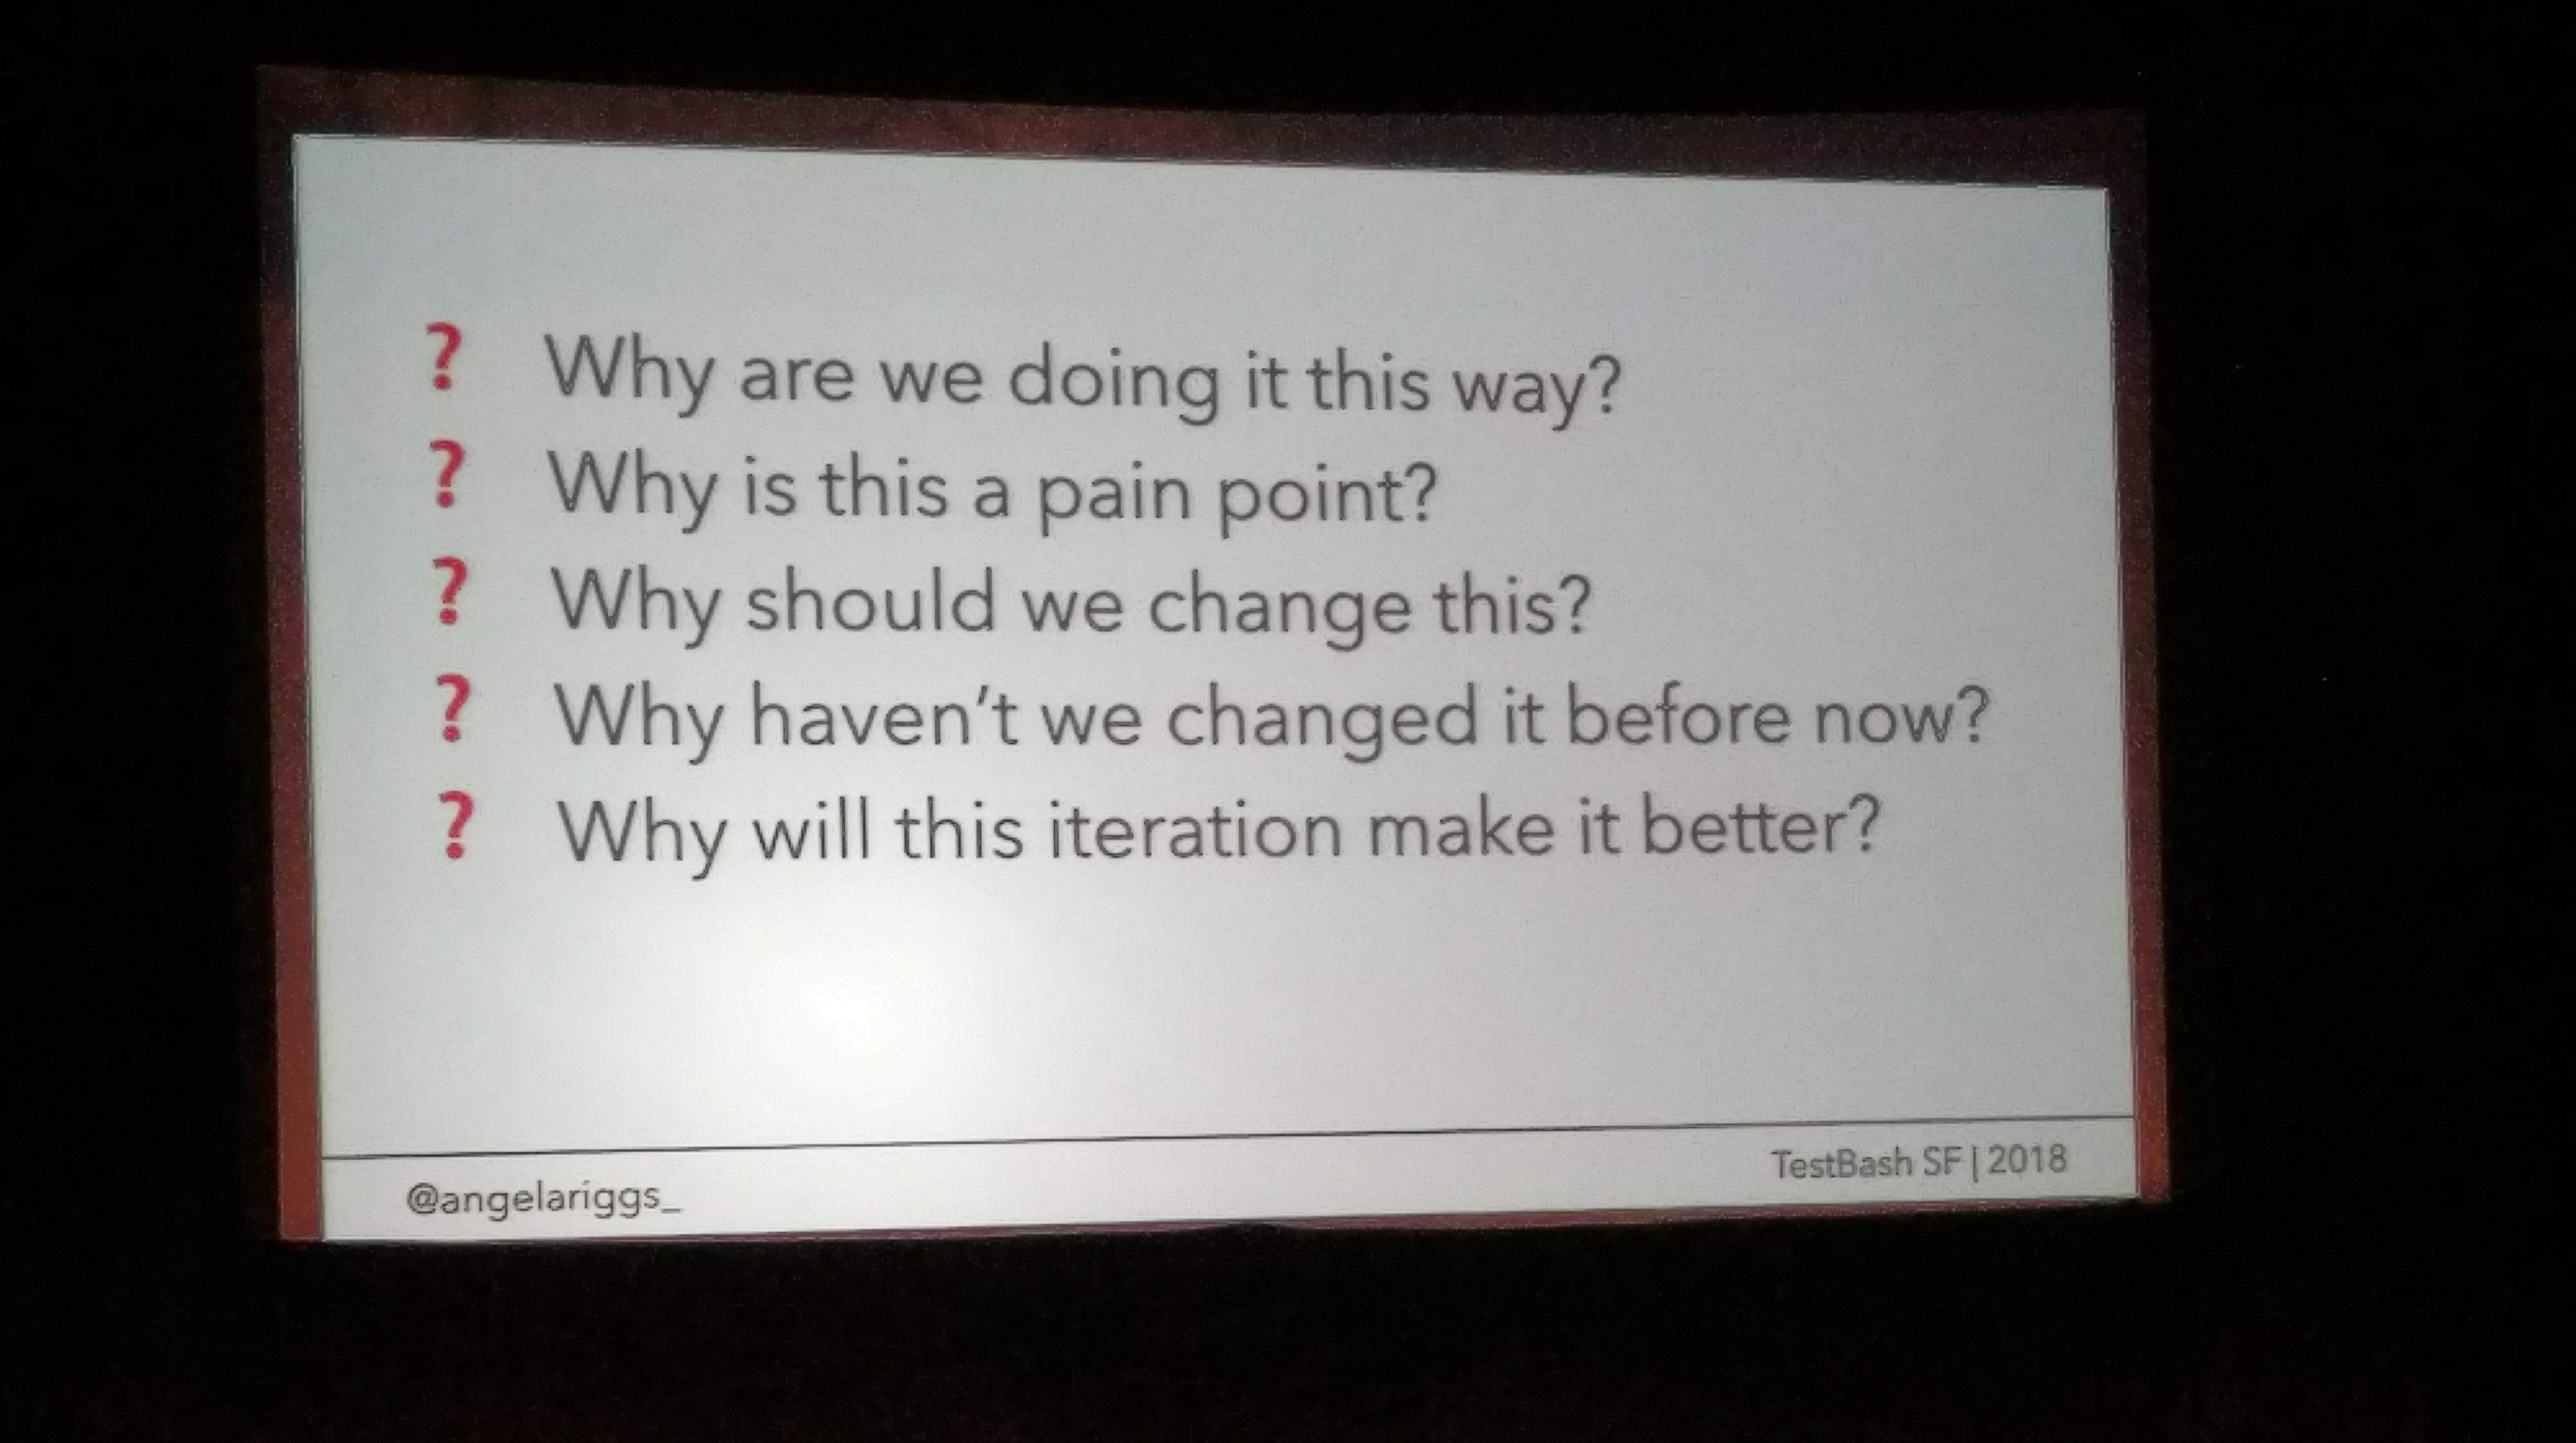 ? Why are we doing it this way?
? Why is this a pain point?
? Why should we change this?
? Why haven't we changed it before now?
? Why will this iteration make it better?
@angelariggs_
TestBash SF | 2018